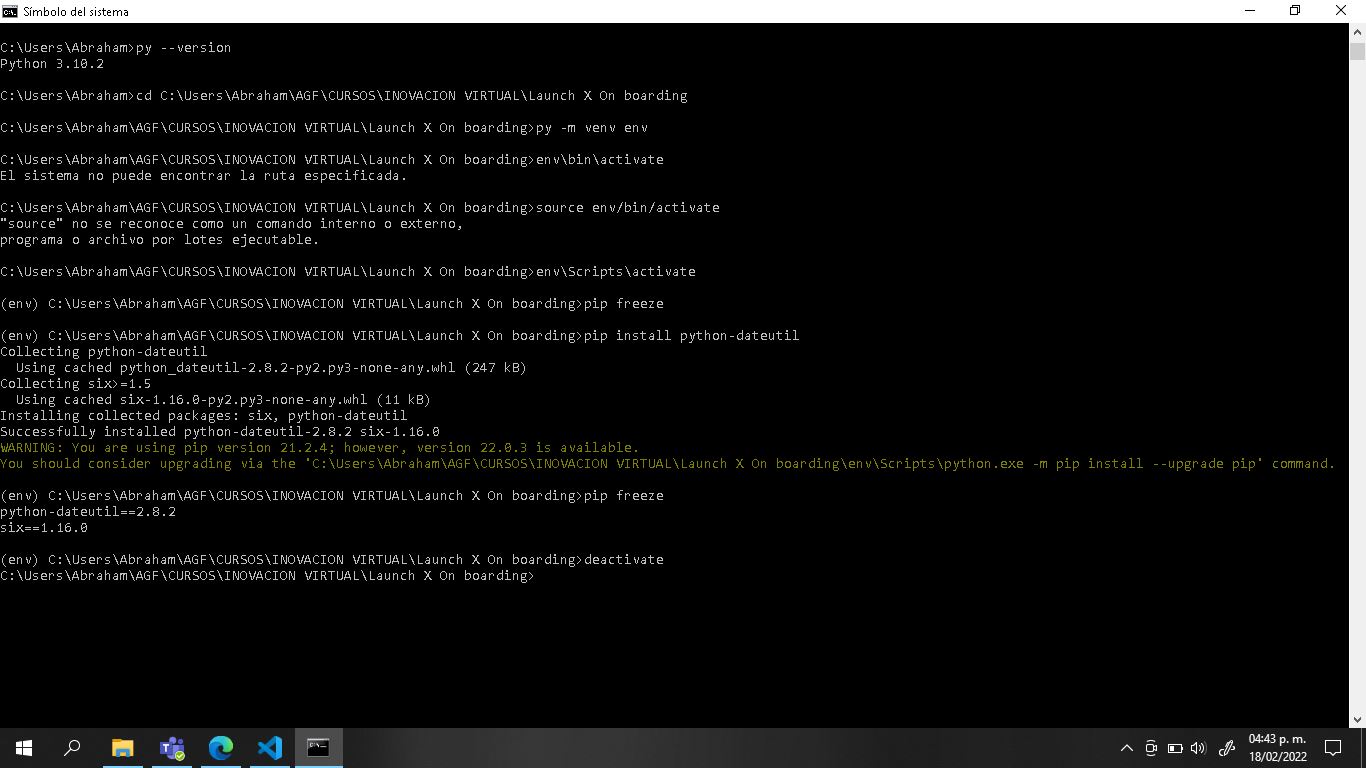 Símbolo del sistema
C:\Users\Abraham>py --version
Python 3.10.2
C:\Users\Abraham>cd C:\Users\Abraham\AGF\CURSOS\INOVACION VIRTUAL\Launch X On boarding
C:\Users\Abraham\AGF\CURSOS\INOVACION VIRTUAL\Launch X On boarding>py -m venv env
C:\Users\Abraham\AGF\CURSOS\INOVACION VIRTUAL\Launch X On boarding>env\bin\activate
El sistema no puede encontrar la ruta especificada.
C:\Users\Abraham\AGF\CURSOS\INOVACION VIRTUAL\Launch X On boarding>source env/bin/activate
"source" no se reconoce como un comando interno o externo,
programa o archivo por lotes ejecutable.
C:\Users\Abraham\AGF\CURSOS\INOVACION VIRTUAL\Launch X On boarding>env\Scripts\activate
(env) C:\Users\Abraham\AGF\CURSOS\INOVACION VIRTUAL\Launch X On boarding>pip freeze
(env) C:\Users\Abraham\AGF\CURSOS\INOVACION VIRTUAL\Launch X On boarding>pip install python-dateutil
Collecting python-dateutil
  Using cached python_dateutil-2.8.2-py2.py3-none-any.whl (247 kB)
Collecting six>=1.5
  Using cached six-1.16.0-py2.py3-none-any.whl (11 kB)
Installing collected packages: six, python-dateutil
Successfully installed python-dateutil-2.8.2 six-1.16.0
WARNING: You are using pip version 21.2.4; however, version 22.0.3 is available.
You should consider upgrading via the 'C:\Users\Abraham\AGF\CURSOS\INOVACION VIRTUAL\Launch X On boarding\env\Scripts\python.exe -m pip install --upgrade pip' command.
(env) C:\Users\Abraham\AGF\CURSOS\INOVACION VIRTUAL\Launch X On boarding>pip freeze
python-dateutil==2.8.2
six==1.16.0
(env) C:\Users\Abraham\AGF\CURSOS\INOVACION VIRTUAL\Launch X On boarding>deactivate
C:\Users\Abraham\AGF\CURSOS\INOVACION VIRTUAL\Launch X On boarding>
04:43 p. m.
18/02/2022